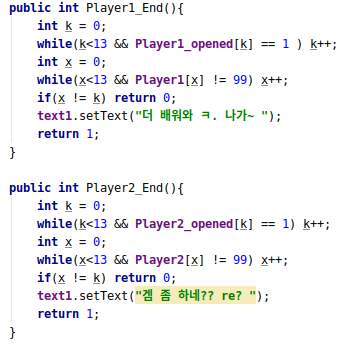 public int Player1_End(){
int k = 0;
while(k<13 && Player1_opened[k] == 1 ) k++;
int x = 0;
while(x<13 && Player1[x] != 99) x++;
if(x != k) return 0;
text1.setText("더 배워와 ㅋ. 나가~ ");
return 1;
}
public int Player2_End(){
int k = 0;
while(k<13 && Player2_opened[k] == 1) k++;
int x = 0;
while(x<13 && Player2[x] != 99) x++;
if(x != k) return 0;
text1.setText("겜 좀 하네?? re? ");
return 1;
}